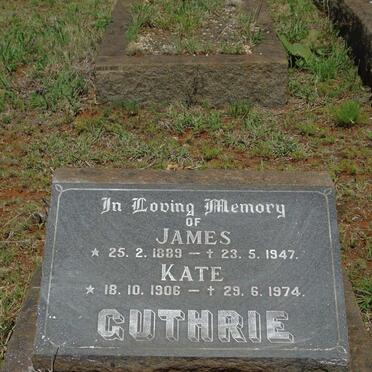 In Loving Memory
OF
JAMES
* 25. 2. 1889 – † 23. 5. 1947.
KATE
* 18. 10. 1906 – † 29. 6. 1974.
GUTHRIE